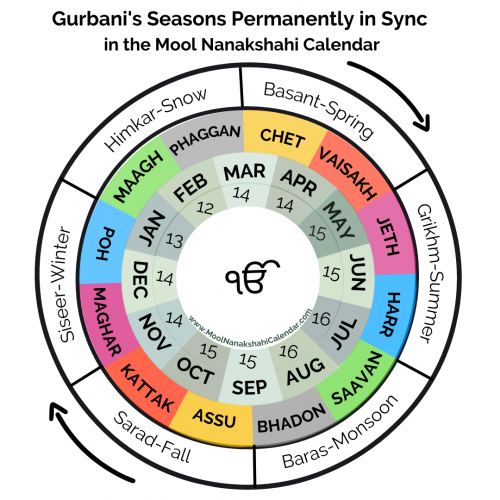 Gurbani's Seasons Permanently in Sync
in the Mool Nanakshahi Calendar
Basant-Spring
Grikhm-Summer
Baras-Monsoon
Sarad-Fall
Siseer-Winter
Himkar-Snow
CHET
VAISAKH
JETH
HARR
SAAVAN
BHADON
ASSU
KATTAK
MAGHAR
POH
MAAGH
PHAGGAN
MAR
APR
MAY
JUN
JUL
AUG
SEP
OCT
NOV
DEC
JAN
FEB
14
14
15
15
16
16
15
15
14
14
13
12
ੴ
www.MoolNanakshahiCalendar.com